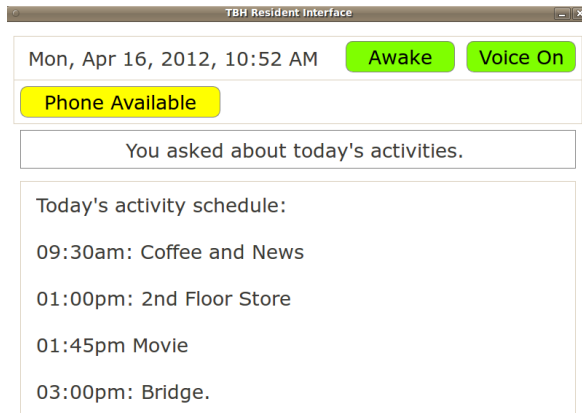 TBH Resident Interface
Mon, Apr 16, 2012, 10:52 AM Awake Voice On
Phone Available
You asked about today's activities.
Today's activity schedule:
09:30am: Coffee and News
01:00pm: 2nd Floor Store
01:45pm Movie
03:00pm: Bridge.